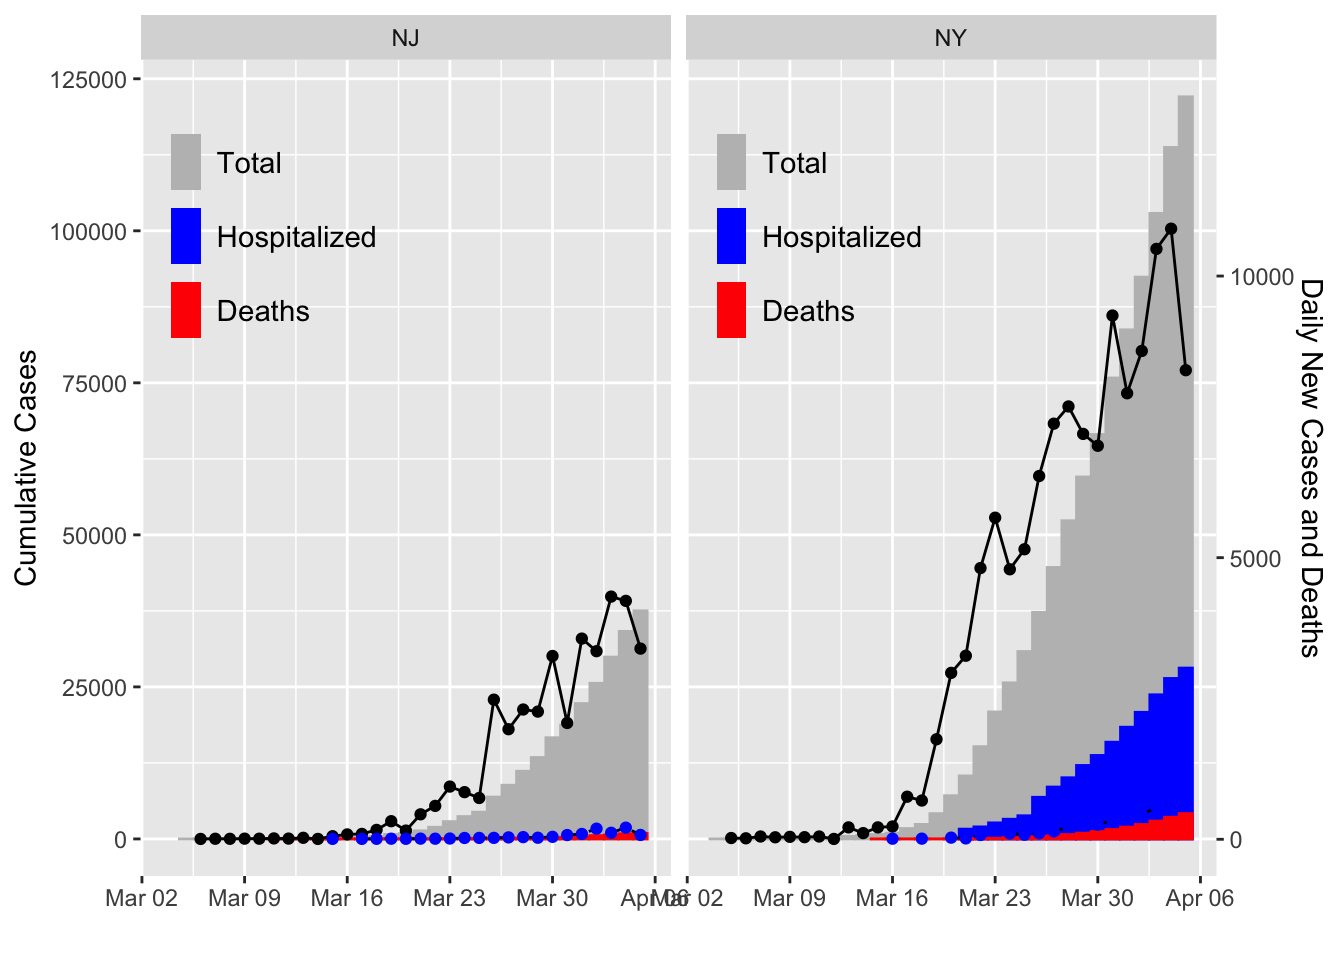 NJ
NY
125000
100000
75000
50000
25000
0
Cumulative Cases
Total
Hospitalized
Deaths
Total
Hospitalized
Deaths
10000
5000
0
Daily New Cases and Deaths
Mar 02
Mar 09
Mar 16
Mar 23
Mar 30
Apr 06
Mar 02
Mar 09
Mar 16
Mar 23
Mar 30
Apr 06